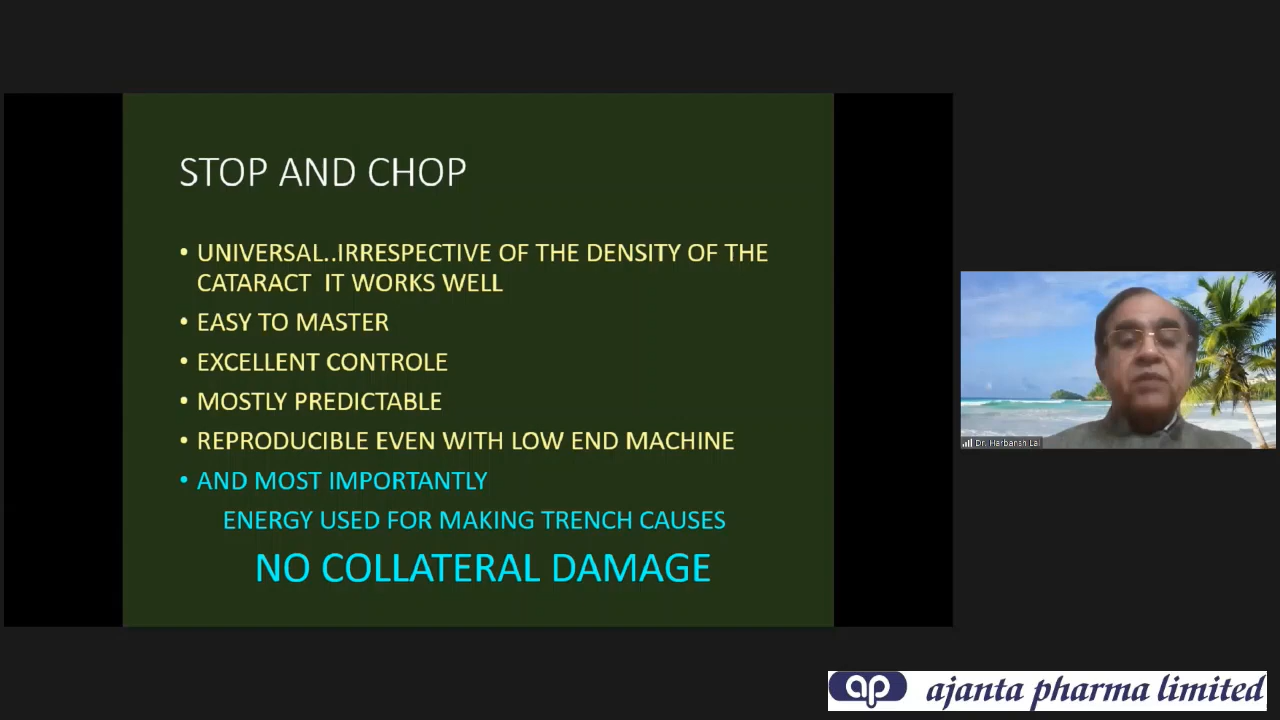 STOP AND CHOP
• UNIVERSAL..IRRESPECTIVE OF THE DENSITY OF THE
CATARACT IT WORKS WELL
• EASY TO MASTER
• EXCELLENT CONTROLE
• MOSTLY PREDICTABLE
• REPRODUCIBLE EVEN WITH LOW END MACHINE
• AND MOST IMPORTANTLY
ENERGY USED FOR MAKING TRENCH CAUSES
NO COLLATERAL DAMAGE
Dr. Harbansh Lal
ap ajanta pharma limited